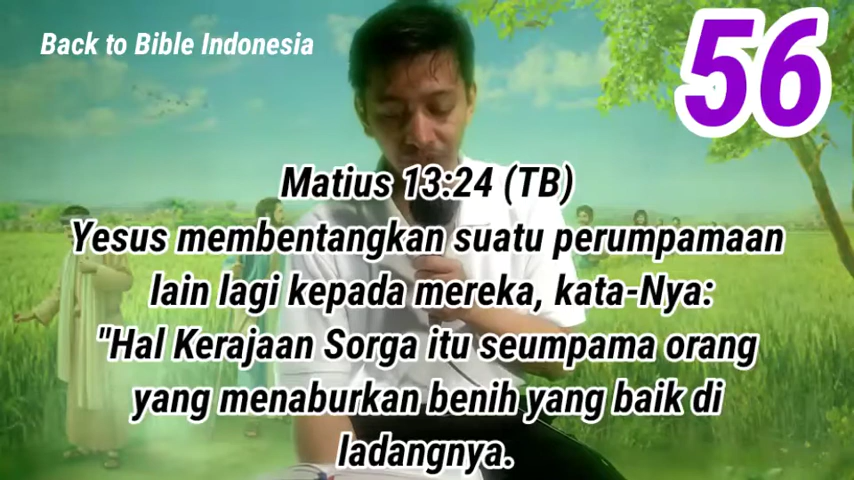 Back to Bible Indonesia
56
Matius 13:24 (TB)
Yesus membentangkan suatu perumpamaan
lain lagi kepada mereka, kata-Nya:
"Hal Kerajaan Sorga itu seumpama orang
yang menaburkan benih yang baik di
ladangnya.